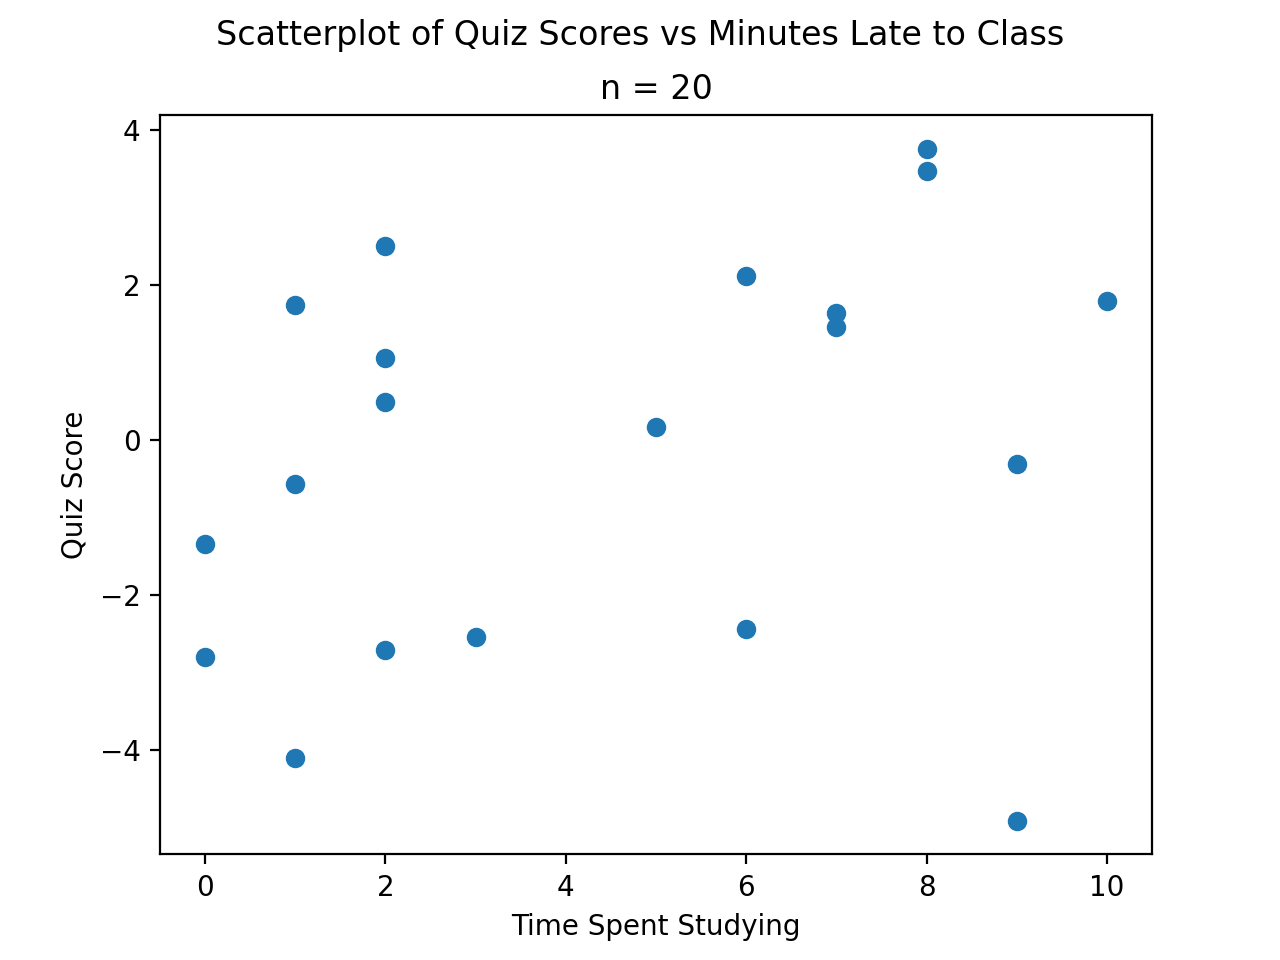 Scatterplot of Quiz Scores vs Minutes Late to Class
n = 20
4
2
0
−2
−4
Quiz Score
0 2 4 6 8 10
Time Spent Studying